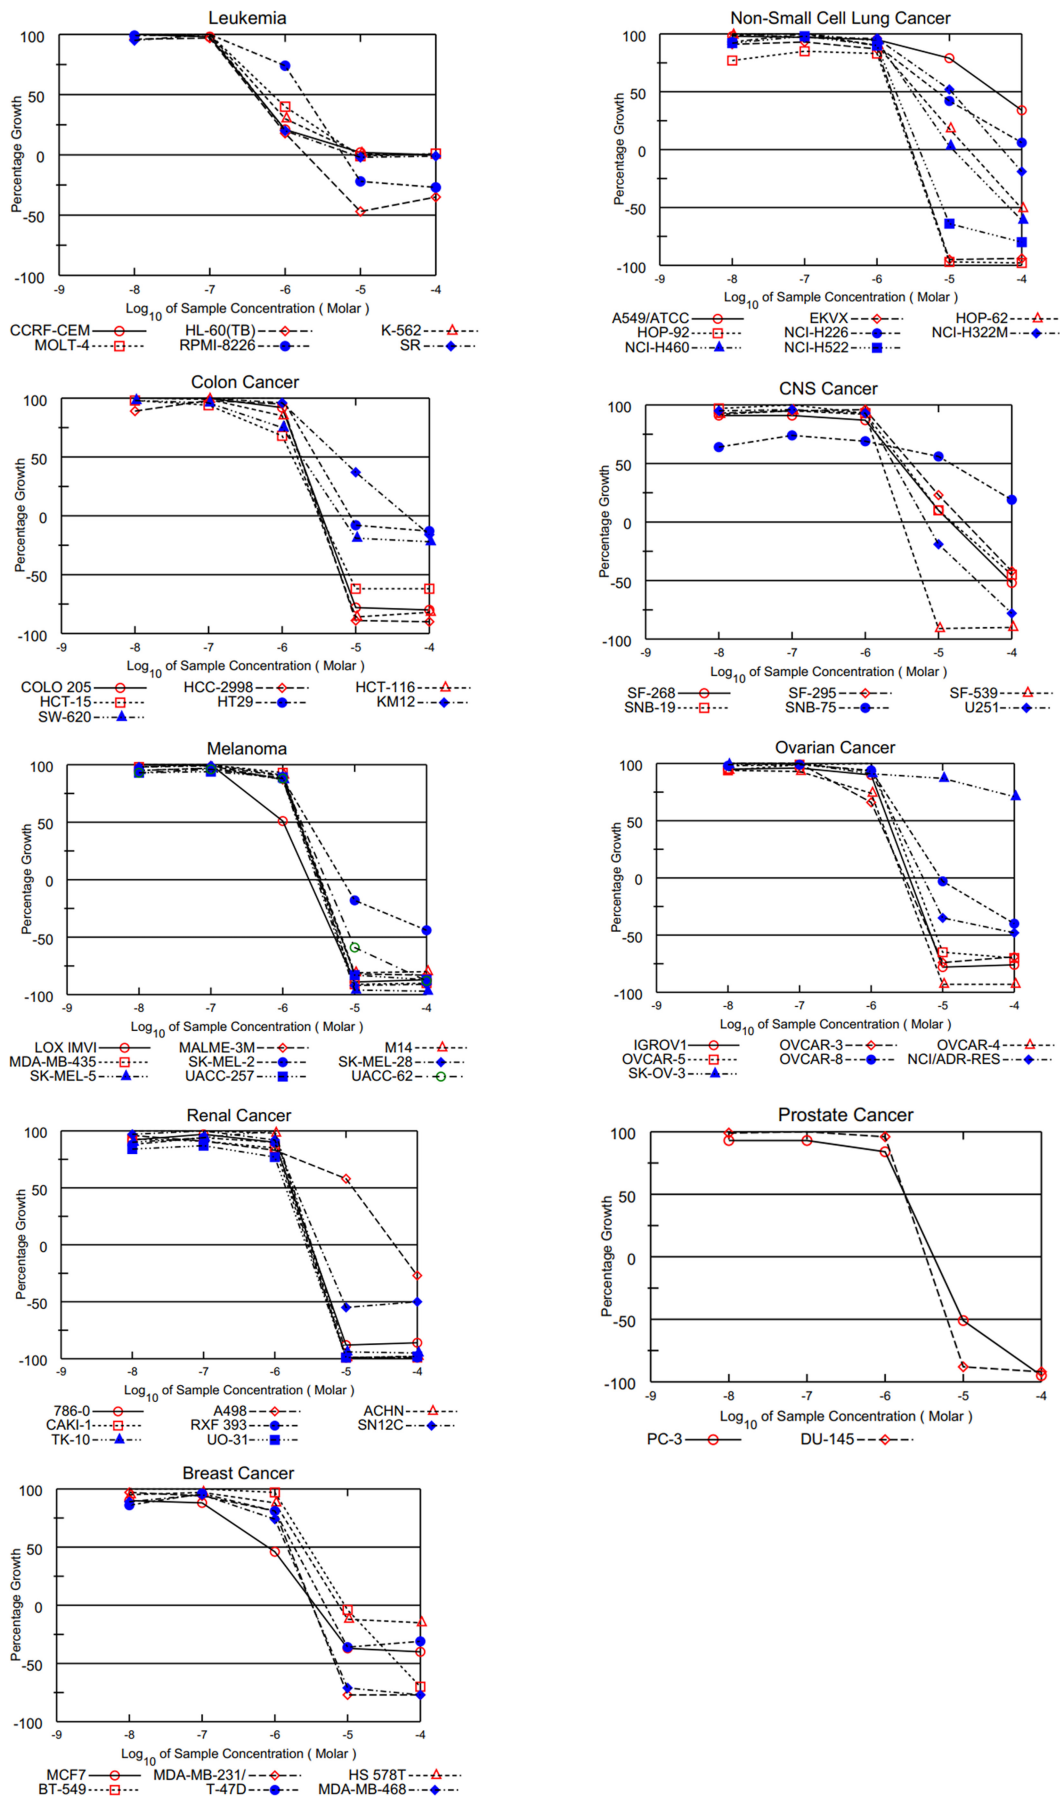 Leukemia
100
50
0
-50
-100
Percentage Growth
-9 -8 -7 -6 -5 -4
Log10 of Sample Concentration ( Molar )
CCRF-CEM HL-60(TB) K-562
MOLT-4 RPMI-8226 SR
Non-Small Cell Lung Cancer
100
50
0
-50
-100
Percentage Growth
-9 -8 -7 -6 -5 -4
Log10 of Sample Concentration ( Molar )
A549/ATCC EKVX HOP-62
HOP-92 NCI-H226 NCI-H322M
NCI-H460 NCI-H522
Colon Cancer
100
50
0
-50
-100
Percentage Growth
-9 -8 -7 -6 -5 -4
Log10 of Sample Concentration ( Molar )
COLO 205 HCC-2998 HCT-116
HCT-15 HT29 KM12
SW-620
CNS Cancer
100
50
0
-50
-100
Percentage Growth
-9 -8 -7 -6 -5 -4
Log10 of Sample Concentration ( Molar )
SF-268 SF-295 SF-539
SNB-19 SNB-75 U251
Melanoma
100
50
0
-50
-100
Percentage Growth
-9 -8 -7 -6 -5 -4
Log10 of Sample Concentration ( Molar )
LOX IMVI MALME-3M M14
MDA-MB-435 SK-MEL-2 SK-MEL-28
SK-MEL-5 UACC-257 UACC-62
Ovarian Cancer
100
50
0
-50
-100
Percentage Growth
-9 -8 -7 -6 -5 -4
Log10 of Sample Concentration ( Molar )
IGROV1 OVCAR-3 OVCAR-4
OVCAR-5 OVCAR-8 NCI/ADR-RES
SK-OV-3
Renal Cancer
100
50
0
-50
-100
Percentage Growth
-9 -8 -7 -6 -5 -4
Log10 of Sample Concentration ( Molar )
786-0 A498 ACHN
CAKI-1 RXF 393 SN12C
TK-10 UO-31
Prostate Cancer
100
50
0
-50
-100
Percentage Growth
-9 -8 -7 -6 -5 -4
Log10 of Sample Concentration ( Molar )
PC-3 DU-145
Breast Cancer
100
50
0
-50
-100
Percentage Growth
-9 -8 -7 -6 -5 -4
Log10 of Sample Concentration ( Molar )
MCF7 MDA-MB-231/ HS 578T
BT-549 T-47D MDA-MB-468